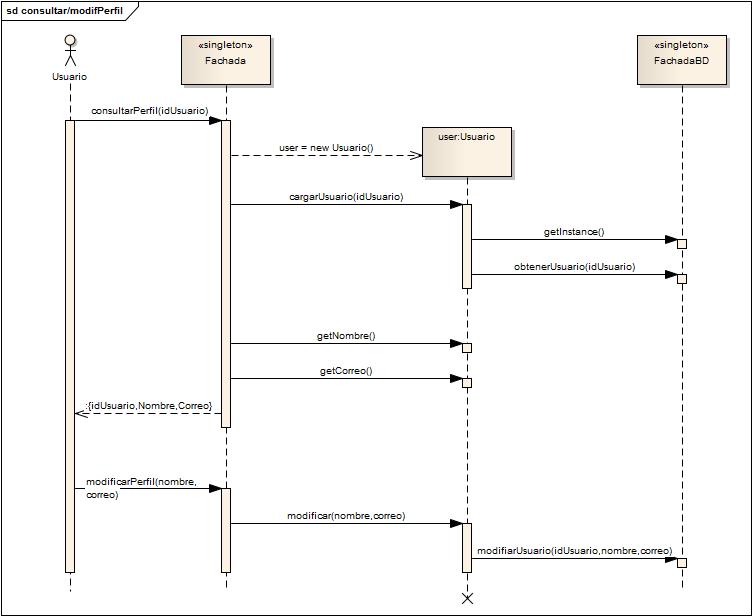 sd consultar/modifPerfil
«singleton»
Fachada
«singleton»
FachadaBD
Usuario
consultarPerfil(idUsuario)
user = new Usuario()
user:Usuario
cargarUsuario(idUsuario)
getInstance()
obtenerUsuario(idUsuario)
getNombre()
getCorreo()
:{idUsuario,Nombre,Correo}
modificarPerfil(nombre,
correo)
modificar(nombre,correo)
modifiarUsuario(idUsuario,nombre,correo)